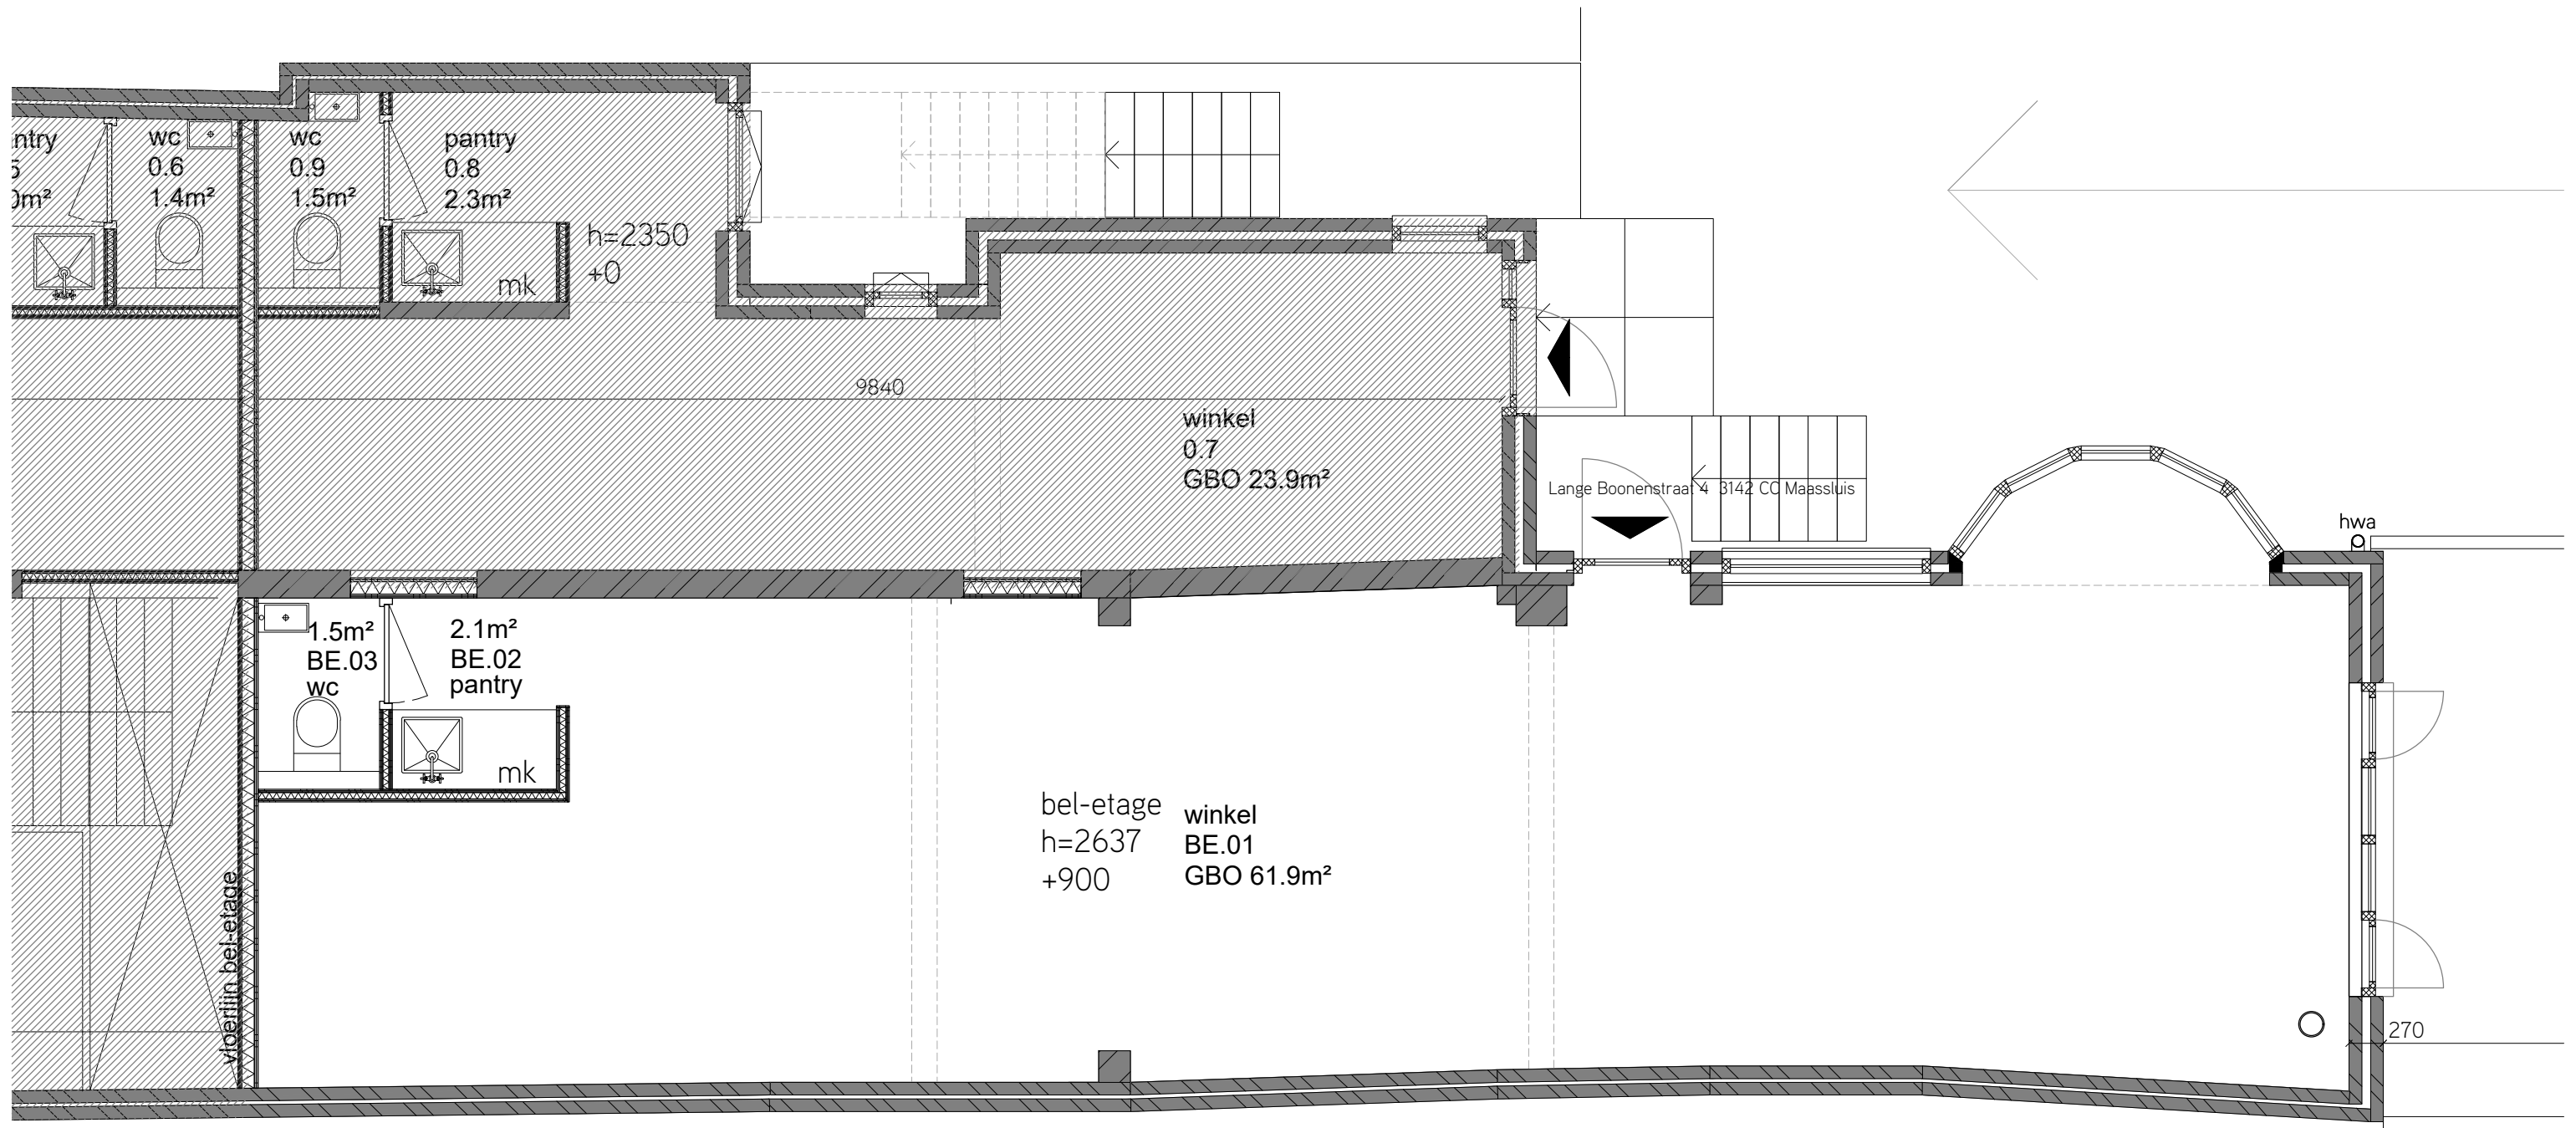 ntry
5
0m²
wc
0.6
1.4m²
wc
0.9
1.5m²
pantry
0.8
2.3m²
mk
h=2350
+0
9840
winkel
0.7
GBO 23.9m²
Lange Boonenstraat 4 3142 CC Maassluis
hwa
1.5m²
BE.03
wc
2.1m²
BE.02
pantry
mk
bel-etage
h=2637
+900
winkel
BE.01
GBO 61.9m²
vloerlijn bel-etage
270